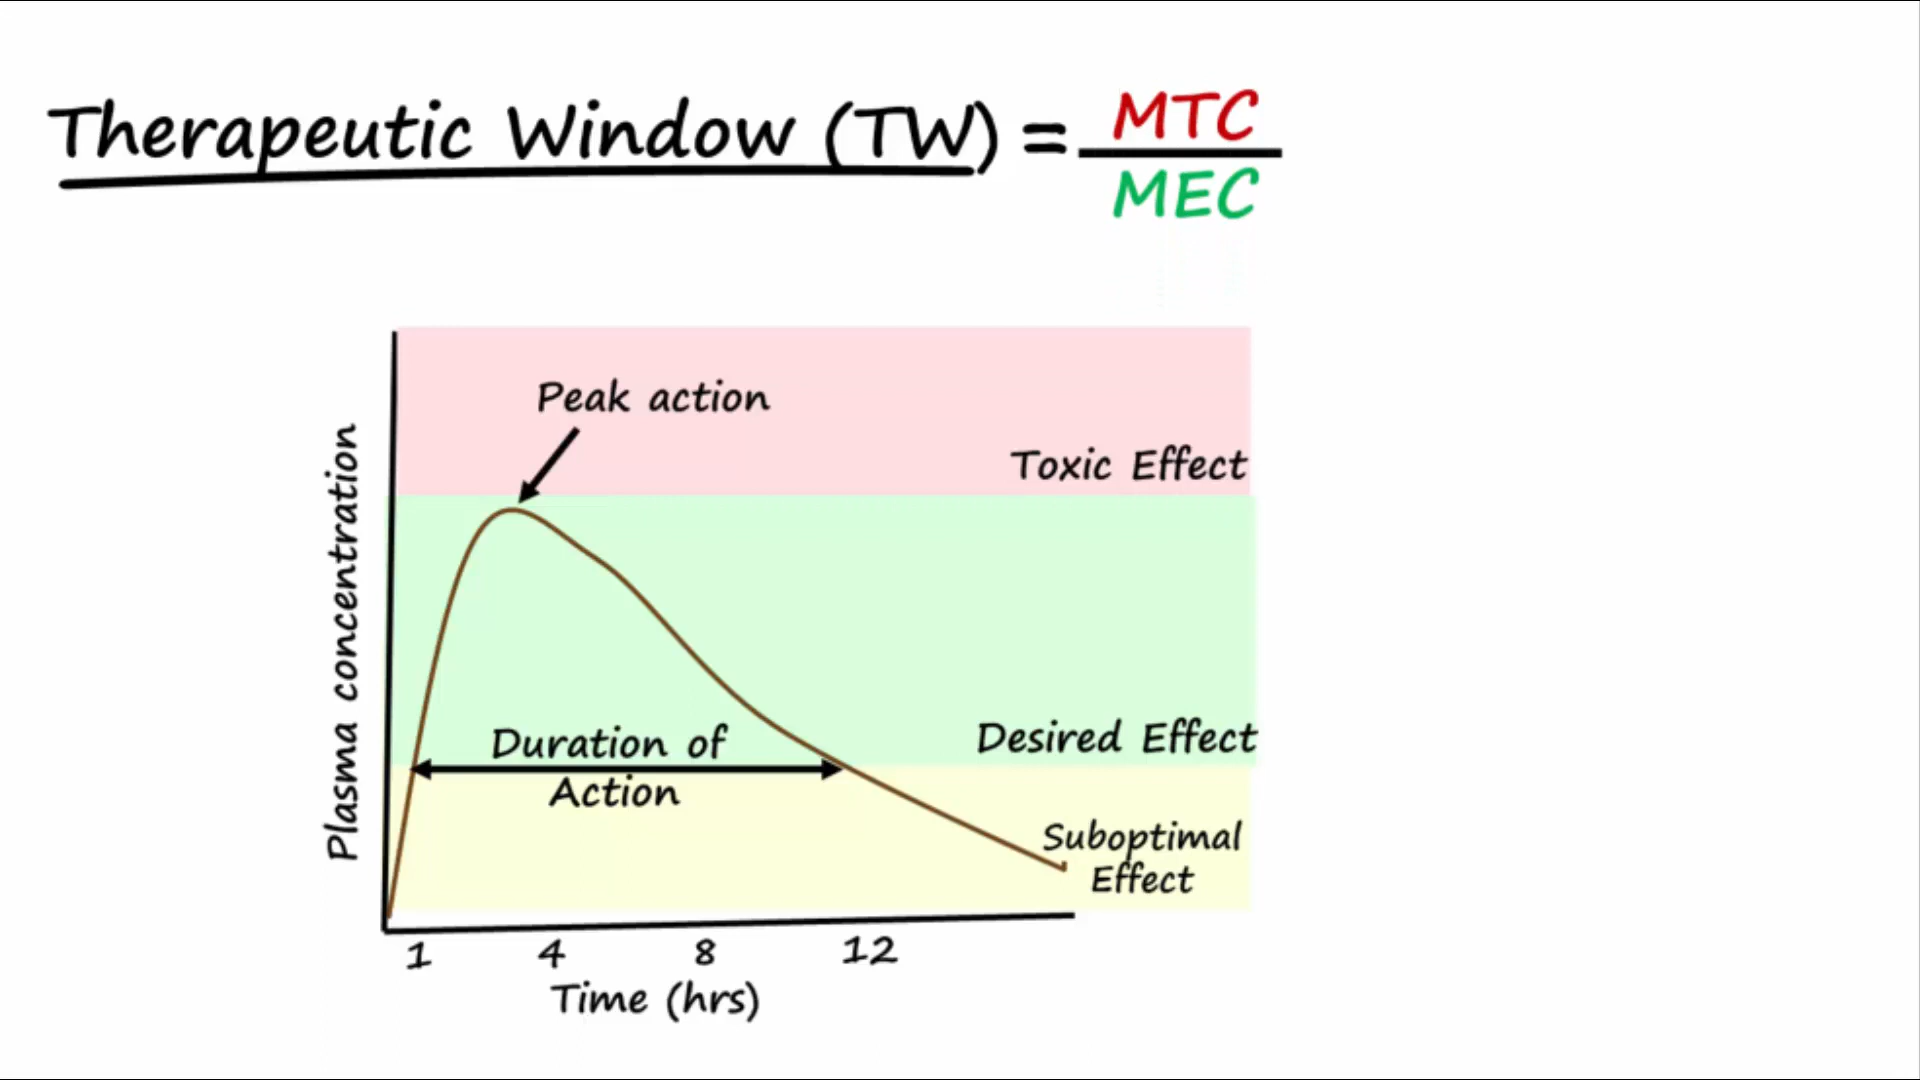 Therapeutic Window (TW) = MTC
MEC
Peak action
Toxic Effect
Plasma concentration
Duration of
Action
Desired Effect
Suboptimal
Effect
1 4 8 12
Time (hrs)